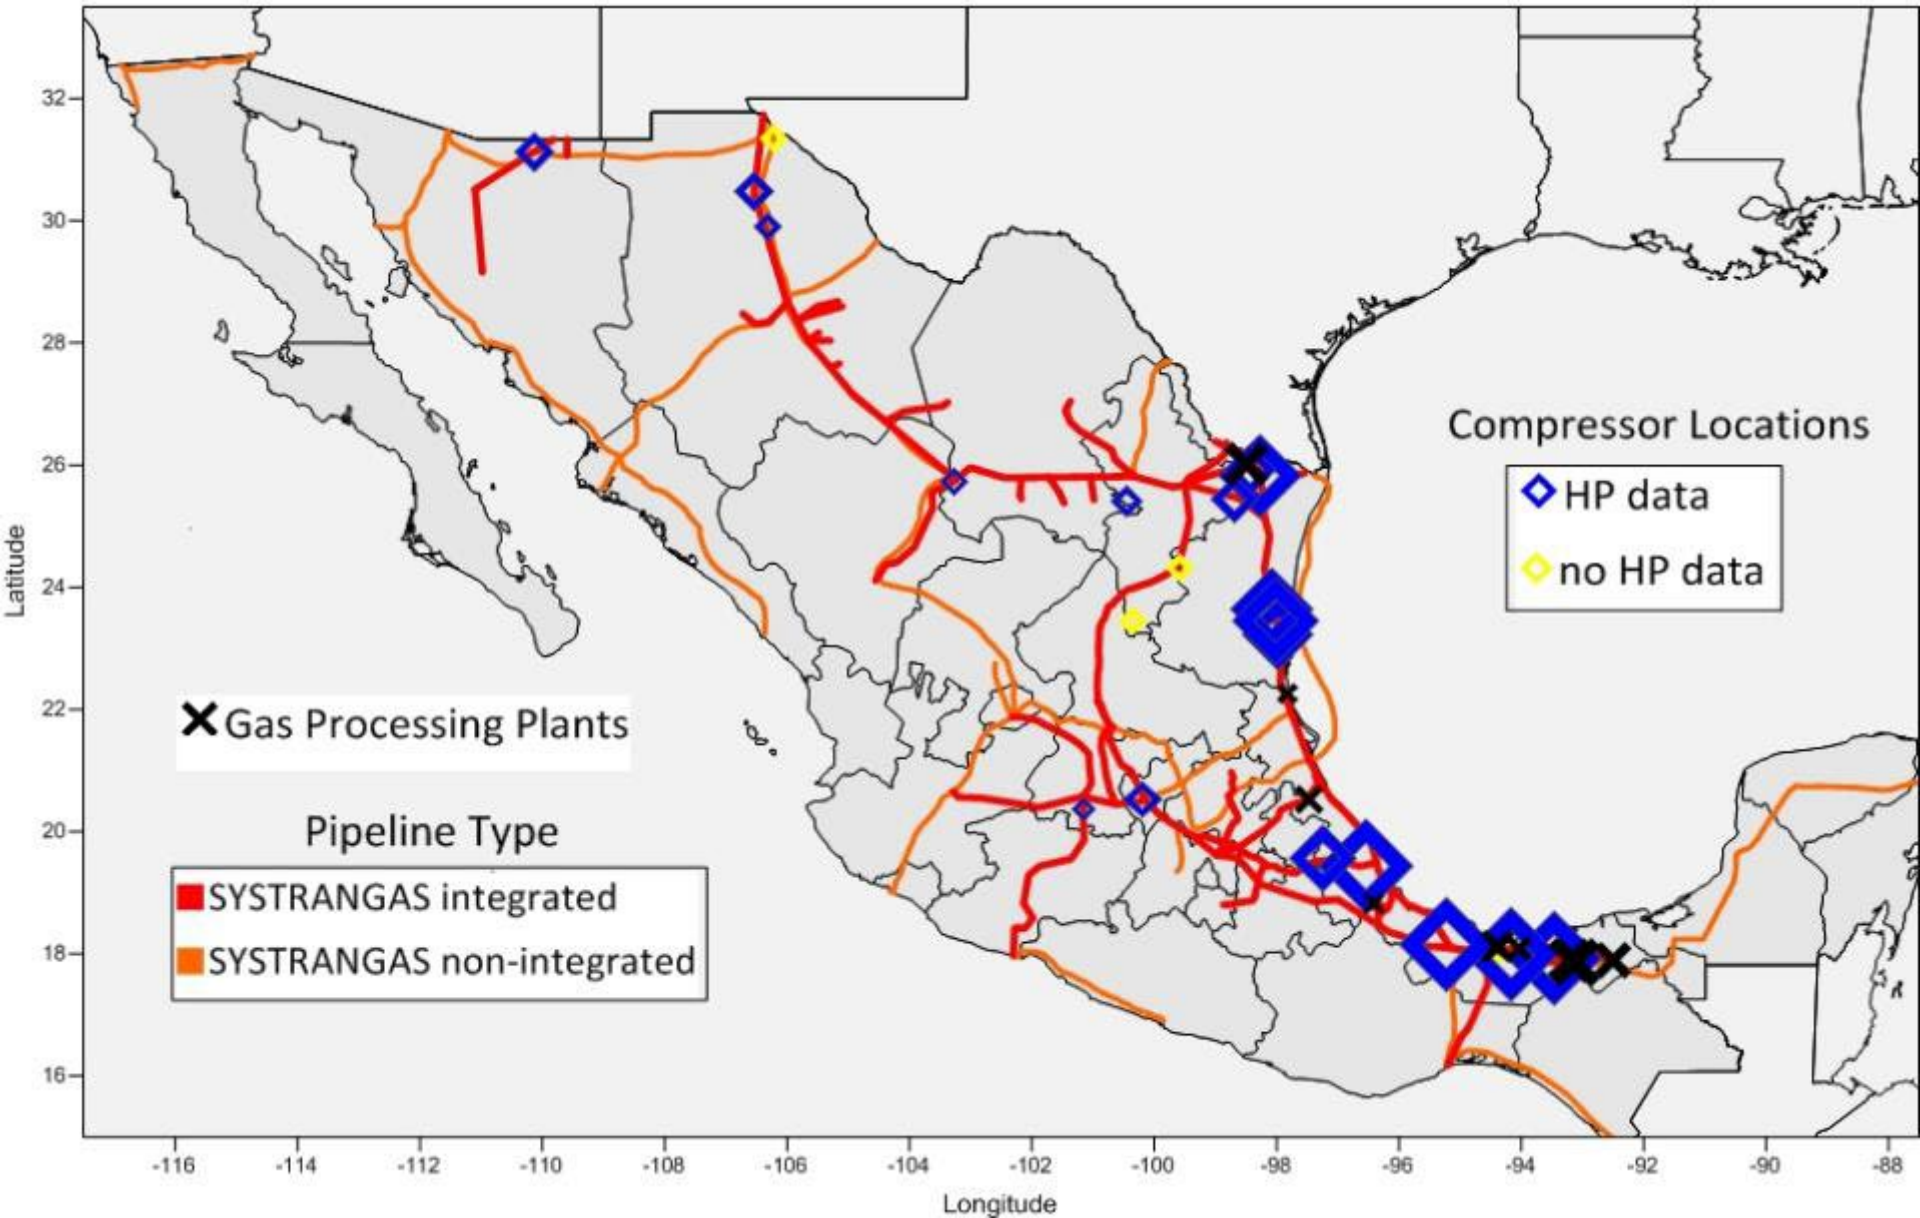 32
30
28
26
24
22
20
18
16
Latitude
Compressor Locations
HP data
no HP data
Gas Processing Plants
Pipeline Type
SYSTRANGAS integrated
SYSTRANGAS non-integrated
-116 -114 -112 -110 -108 -106 -104 -102 -100 -98 -96 -94 -92 -90 -88
Longitude